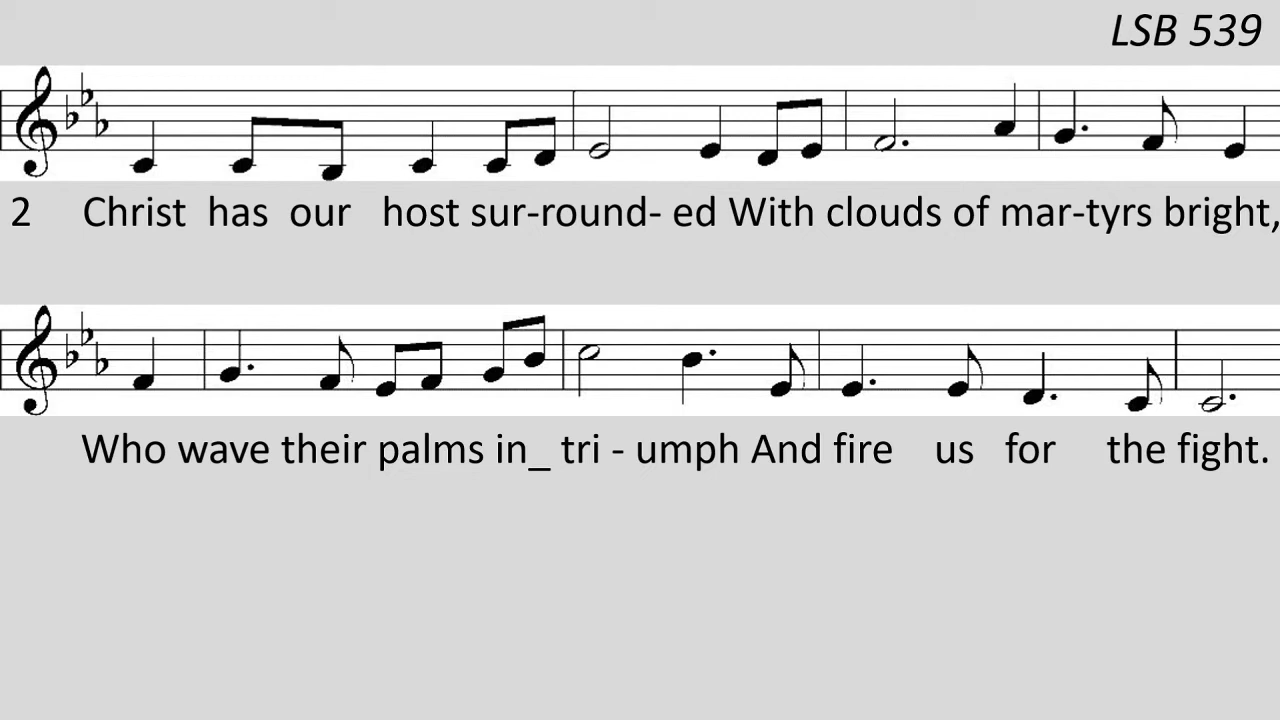 LSB 539
2 Christ has our host sur-round- ed With clouds of mar-tyrs bright,
Who wave their palms in_ tri - umph And fire us for the fight.